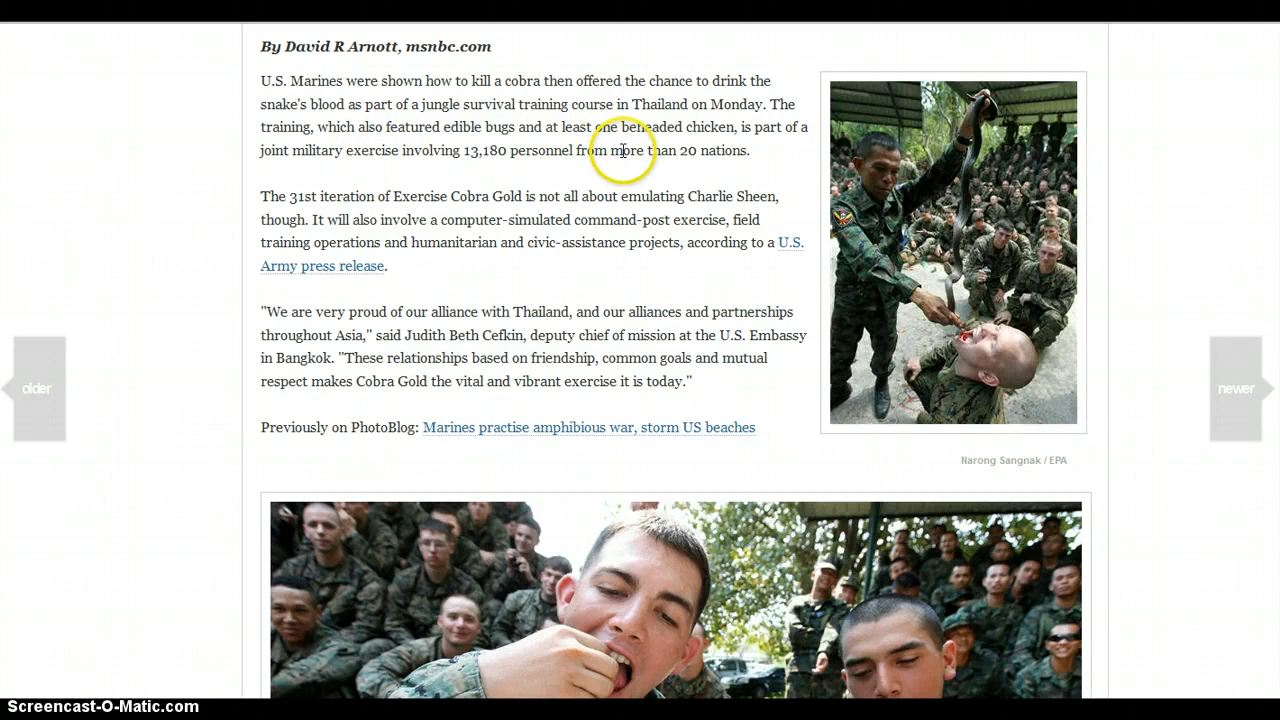 By David R Arnott, msnbc.com
U.S. Marines were shown how to kill a cobra then offered the chance to drink the
snake's blood as part of a jungle survival training course in Thailand on Monday. The
training, which also featured edible bugs and at least one beheaded chicken, is part of a
joint military exercise involving 13,180 personnel from more than 20 nations.
The 31st iteration of Exercise Cobra Gold is not all about emulating Charlie Sheen,
though. It will also involve a computer-simulated command-post exercise, field
training operations and humanitarian and civic-assistance projects, according to a U.S.
Army press release.
"We are very proud of our alliance with Thailand, and our alliances and partnerships
throughout Asia," said Judith Beth Cefkin, deputy chief of mission at the U.S. Embassy
in Bangkok. "These relationships based on friendship, common goals and mutual
respect makes Cobra Gold the vital and vibrant exercise it is today."
Previously on PhotoBlog: Marines practise amphibious war, storm US beaches
Narong Sangnak / EPA
older
newer
Screencast-O-Matic.com